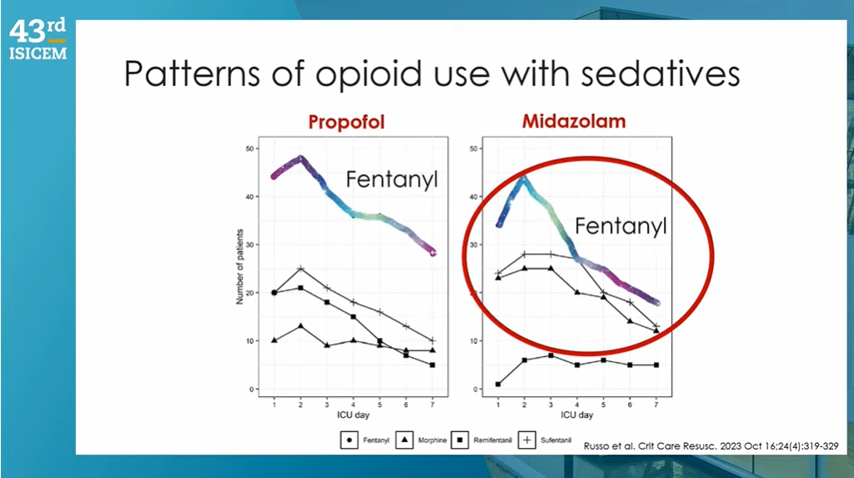 43rd
ISICEM
Patterns of opioid use with sedatives
Propofol
Midazolam
Number of patients
50
40
30
20
10
0
Fentanyl
1 2 3 4 5 6 7
ICU day
50
40
30
20
10
0
Fentanyl
1 2 3 4 5 6 7
ICU day
Fentanyl Morphine Remifentanil Sufentanil
Russo et al. Crit Care Resusc. 2023 Oct 16;24(4):319-329